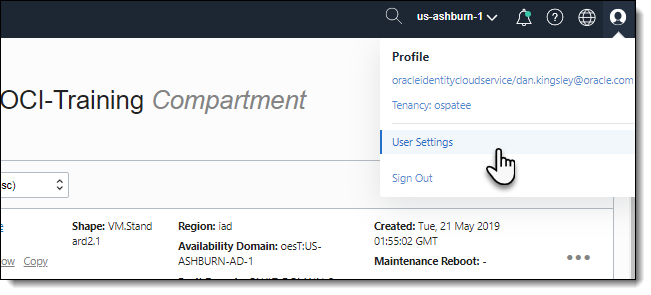 us-ashburn-1
Profile
oracleidentitycloudservice/dan.kingsley@oracle.com
Tenancy: ospatee
User Settings
Sign Out
OCI-Training Compartment
sc)
Shape: VM.Stand
ard2.1
Region: iad
Availability Domain: oesT:US-
ASHBURN-AD-1
Created: Tue, 21 May 2019
01:55:02 GMT
Maintenance Reboot: -
ow Copy